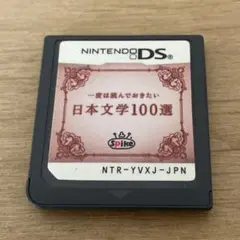 NINTENDO DS™
一度は読んでおきたい
日本文学100選
Spike
NTR-YVXJ-JPN